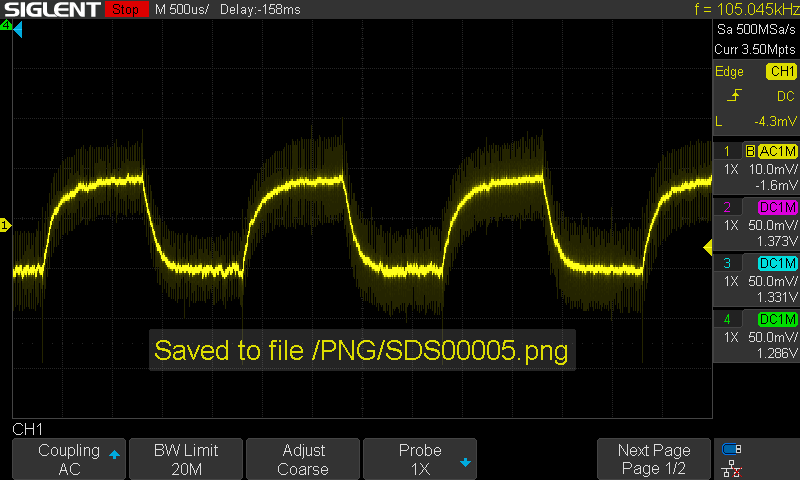 SIGLENT Stop M 500us/ Delay:-158ms f = 105.045kHz
Sa 500MSa/s
Curr 3.50Mpts
Edge CH1
DC
L -4.3mV
1 B AC1M
1X 10.0mV/
-1.6mV
2 DC1M
1X 50.0mV/
1.373V
3 DC1M
1X 50.0mV/
1.331V
4 DC1M
1X 50.0mV/
1.286V
4
1
Saved to file /PNG/SDS00005.png
CH1
Coupling
AC
BW Limit
20M
Adjust
Coarse
Probe
1X
Next Page
Page 1/2